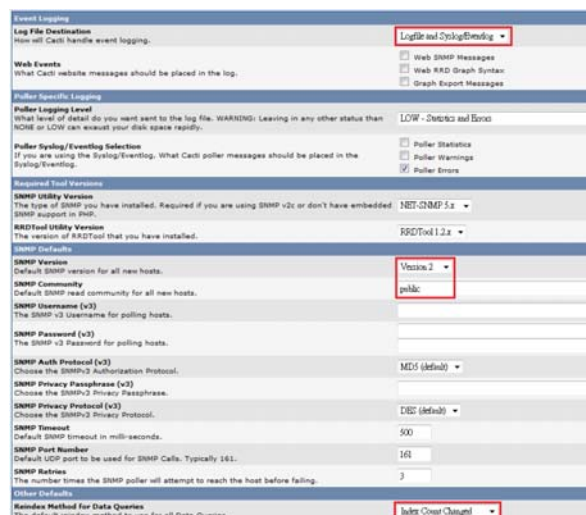 Event Logging
Log File Destination
How will Cacti handle event logging.
Logfile and Syslog/Eventlog
Web Events
What Cacti website messages should be placed in the log.
Web SNMP Messages
Web RRD Graph Syntax
Graph Export Messages
Poller Specific Logging
Poller Logging Level
What level of detail do you want sent to the log file. WARNING: Leaving in any other status than
NONE or LOW can exaust your disk space rapidly.
LOW - Statistics and Errors
Poller Syslog/Eventlog Selection
If you are using the Syslog/Eventlog, What Cacti poller messages should be placed in the
Syslog/Eventlog.
Poller Statistics
Poller Warnings
Poller Errors
Required Tool Versions
SNMP Utility Version
The type of SNMP you have installed. Required if you are using SNMP v2c or don't have embedded
SNMP support in PHP.
NET-SNMP 5.x
RRDTool Utility Version
The version of RRDTool that you have installed.
RRDTool 1.2.x
SNMP Defaults
SNMP Version
Default SNMP version for all new hosts.
Version 2
SNMP Community
Default SNMP read community for all new hosts.
public
SNMP Username (v3)
The SNMP v3 Username for polling hosts.
SNMP Password (v3)
The SNMP v3 Password for polling hosts.
SNMP Auth Protocol (v3)
Choose the SNMPv3 Authorization Protocol.
MD5 (default)
SNMP Privacy Passphrase (v3)
Choose the SNMPv3 Privacy Passphrase.
SNMP Privacy Protocol (v3)
Choose the SNMPv3 Privacy Protocol.
DES (default)
SNMP Timeout
Default SNMP timeout in milli-seconds.
500
SNMP Port Number
Default UDP port to be used for SNMP Calls. Typically 161.
161
SNMP Retries
The number times the SNMP poller will attempt to reach the host before failing.
3
Other Defaults
Reindex Method for Data Queries
The default reindex method to use for all Data Queries.
Index Count Changed